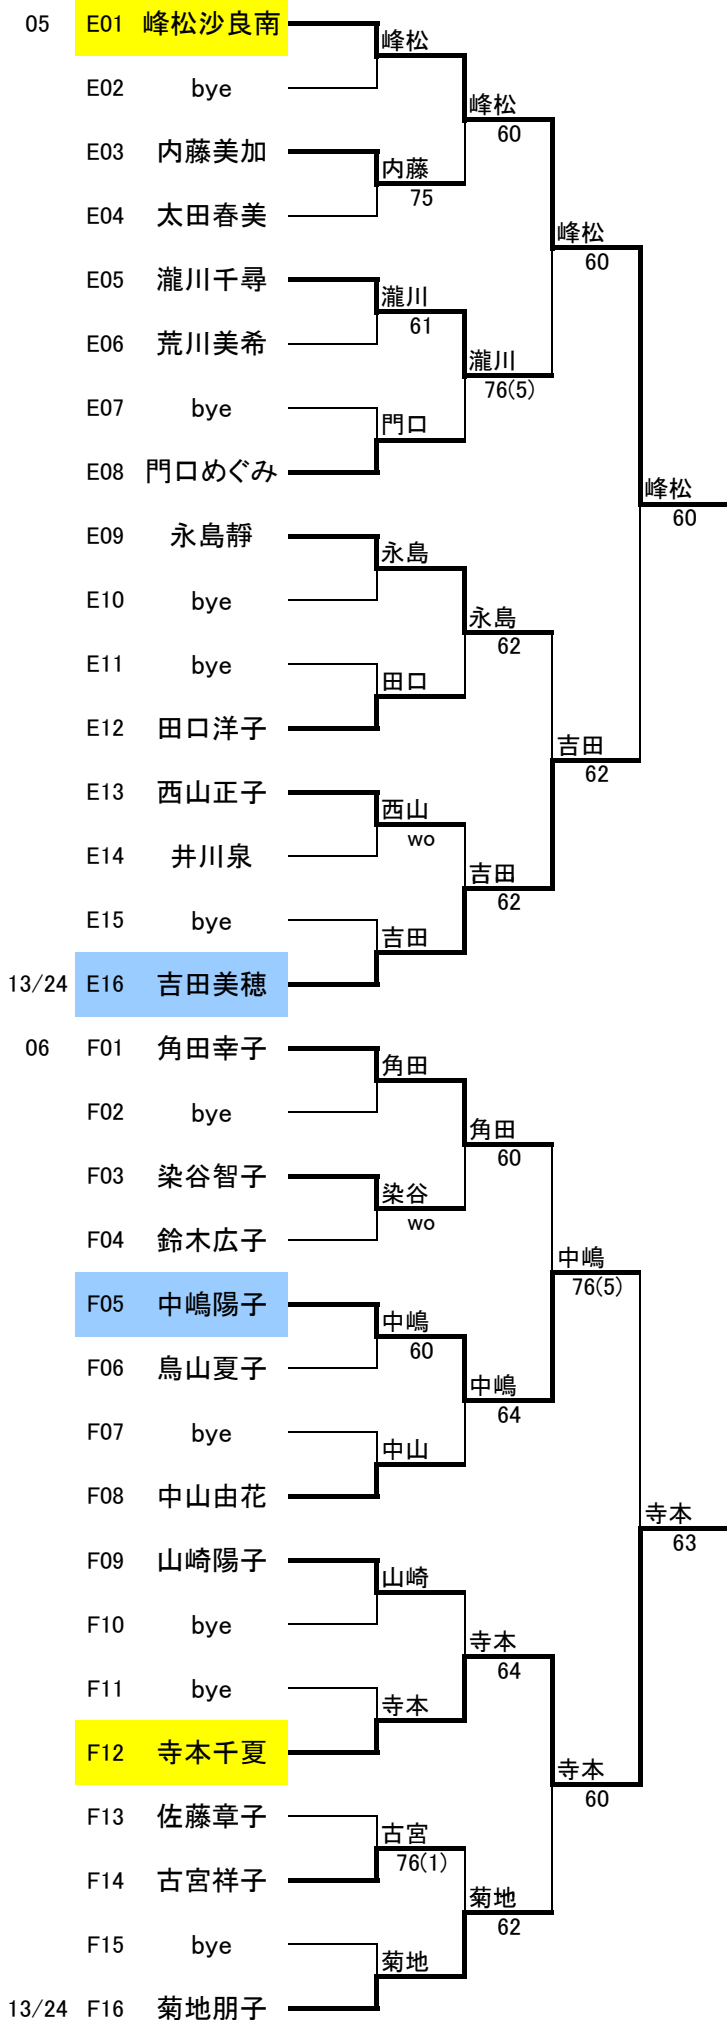 05 E01 峰松沙良南
峰松
E02 bye
峰松
60
E03 内藤美加
内藤
75
E04 太田春美
峰松
60
E05 瀧川千尋
瀧川
61
E06 荒川美希
瀧川
76(5)
E07 bye
門口
E08 門口めぐみ
峰松
60
E09 永島靜
永島
E10 bye
永島
62
E11 bye
田口
E12 田口洋子
吉田
62
E13 西山正子
西山
wo
E14 井川泉
吉田
62
E15 bye
吉田
13/24 E16 吉田美穂
06 F01 角田幸子
角田
F02 bye
角田
60
F03 染谷智子
染谷
wo
F04 鈴木広子
中嶋
76(5)
F05 中嶋陽子
中嶋
60
F06 鳥山夏子
中嶋
64
F07 bye
中山
F08 中山由花
寺本
63
F09 山崎陽子
山崎
F10 bye
寺本
64
F11 bye
寺本
F12 寺本千夏
寺本
60
F13 佐藤章子
古宮
76(1)
F14 古宮祥子
菊地
62
F15 bye
菊地
13/24 F16 菊地朋子